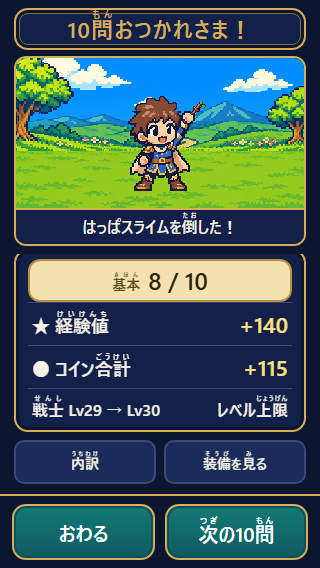 10問おつかれさま！
はっぱスライムを倒した！
基本 8 / 10
★ 経験値 +140
● コイン合計 +115
戦士 Lv29 → Lv30 レベル上限
内訳 装備を見る
おわる 次の10問